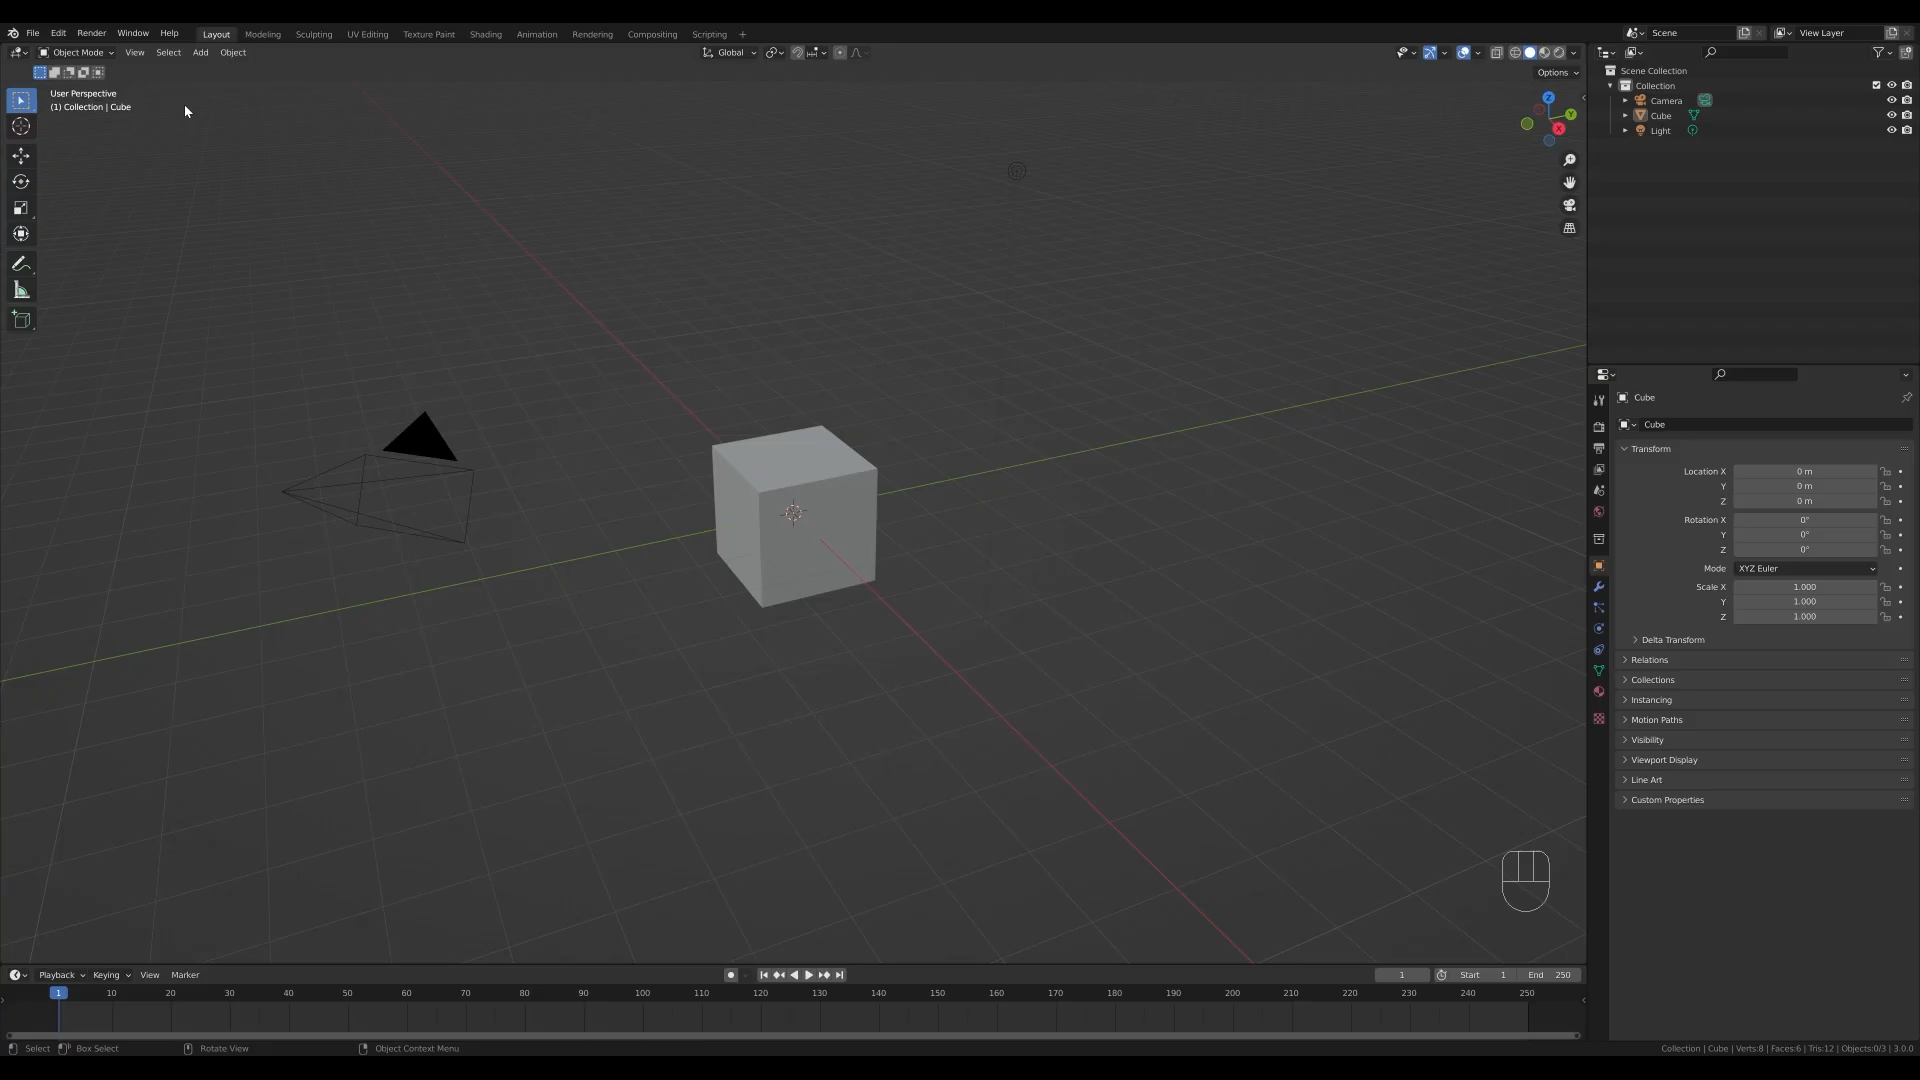 File Edit Render Window Help Layout Modeling Sculpting UV Editing Texture Paint Shading Animation Rendering Compositing Scripting + Scene View Layer
Object Mode View Select Add Object Global
Options
User Perspective
(1) Collection | Cube
Z
Y
X
Scene Collection
Collection
Camera
Cube
Light
Cube
Cube
Transform
Location X 0 m
Y 0 m
Z 0 m
Rotation X 0°
Y 0°
Z 0°
Mode XYZ Euler
Scale X 1.000
Y 1.000
Z 1.000
Delta Transform
Relations
Collections
Instancing
Motion Paths
Visibility
Viewport Display
Line Art
Custom Properties
Playback Keying View Marker 1 Start 1 End 250
1 10 20 30 40 50 60 70 80 90 100 110 120 130 140 150 160 170 180 190 200 210 220 230 240 250
Select Box Select Rotate View Object Context Menu Collection | Cube | Verts:8 | Faces:6 | Tris:12 | Objects:0/3 | 3.0.0